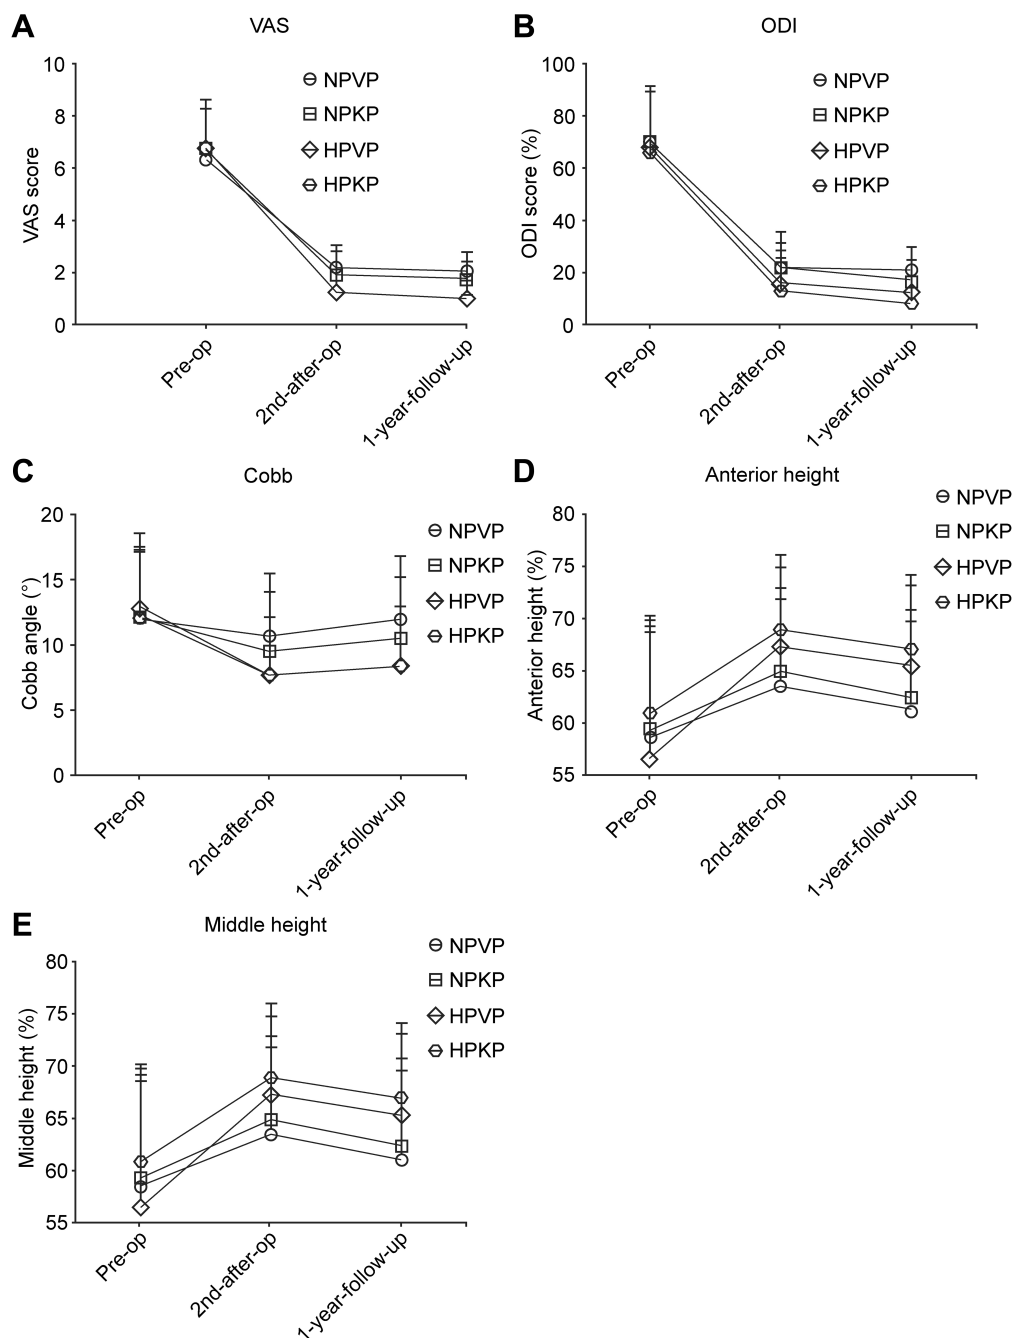 A
VAS
10
8
6
4
2
0
VAS score
NPVP
NPKP
HPVP
HPKP
Pre-op
2nd-after-op
1-year-follow-up
B
ODI
100
80
60
40
20
0
ODI score (%)
NPVP
NPKP
HPVP
HPKP
Pre-op
2nd-after-op
1-year-follow-up
C
Cobb
20
15
10
5
0
Cobb angle (°)
NPVP
NPKP
HPVP
HPKP
Pre-op
2nd-after-op
1-year-follow-up
D
Anterior height
80
75
70
65
60
55
Anterior height (%)
NPVP
NPKP
HPVP
HPKP
Pre-op
2nd-after-op
1-year-follow-up
E
Middle height
80
75
70
65
60
55
Middle height (%)
NPVP
NPKP
HPVP
HPKP
Pre-op
2nd-after-op
1-year-follow-up